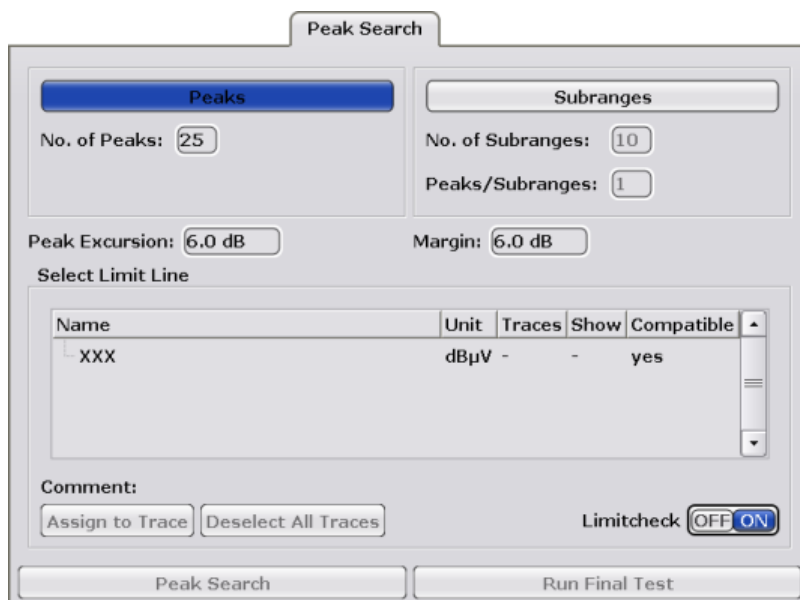 Peak Search
Peaks
Subranges
No. of Peaks: 25
No. of Subranges: 10
Peaks/Subranges: 1
Peak Excursion: 6.0 dB
Margin: 6.0 dB
Select Limit Line
Name Unit Traces Show Compatible
XXX dBµV - - yes
Comment:
Assign to Trace Deselect All Traces Limitcheck OFF ON
Peak Search Run Final Test